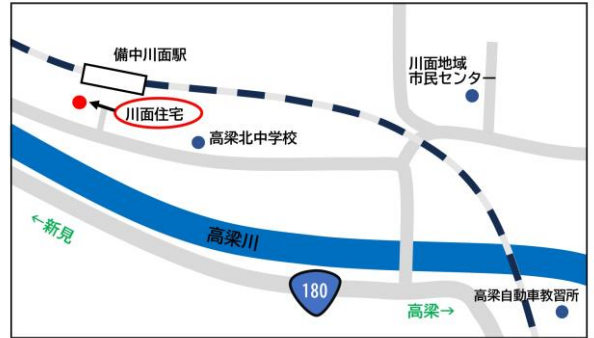 備中川面駅
川面地域
市民センター
川面住宅
高梁北中学校
←新見
高梁川
180
高梁→
高梁自動車教習所